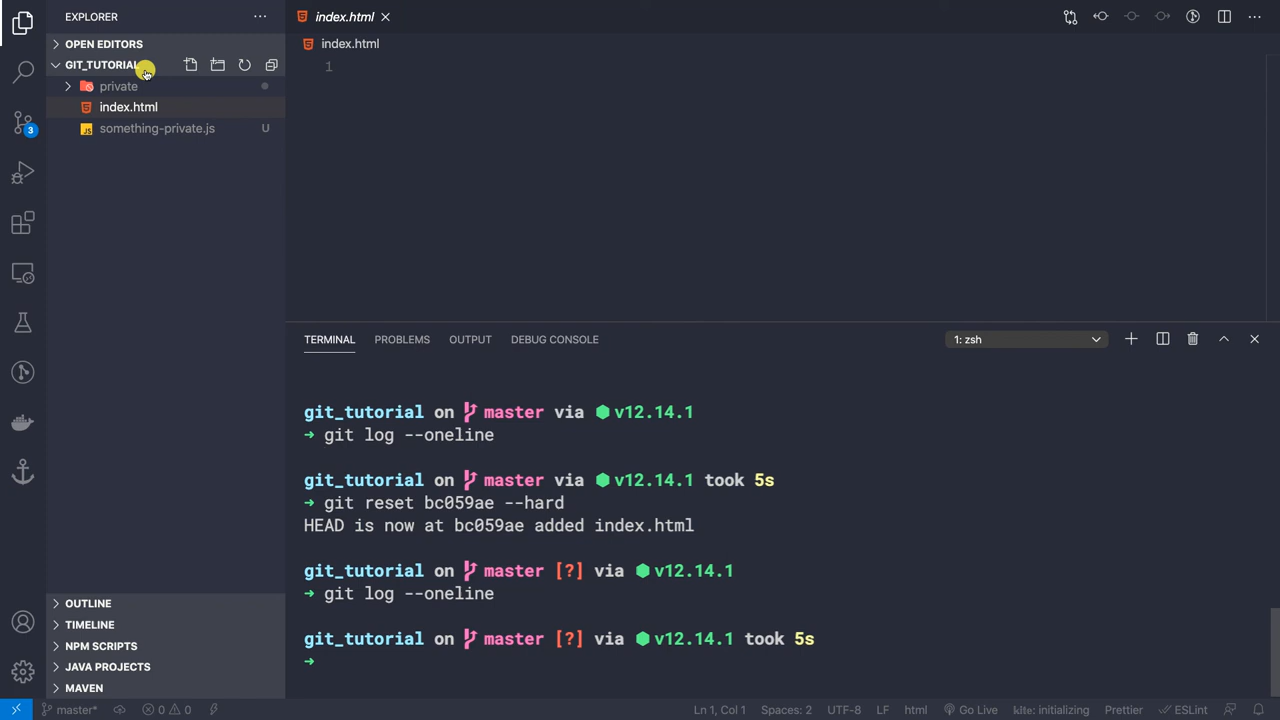 EXPLORER
index.html
OPEN EDITORS
index.html
GIT_TUTORIAL
1
private
index.html
JS something-private.js U
3
TERMINAL PROBLEMS OUTPUT DEBUG CONSOLE 1: zsh
git_tutorial on master via v12.14.1
➜ git log --oneline
git_tutorial on master via v12.14.1 took 5s
➜ git reset bc059ae --hard
HEAD is now at bc059ae added index.html
git_tutorial on master [?] via v12.14.1
➜ git log --oneline
git_tutorial on master [?] via v12.14.1 took 5s
➜
OUTLINE
TIMELINE
NPM SCRIPTS
JAVA PROJECTS
MAVEN
master* 0 0 Ln 1, Col 1 Spaces: 2 UTF-8 LF html Go Live kite: initializing Prettier ESLint